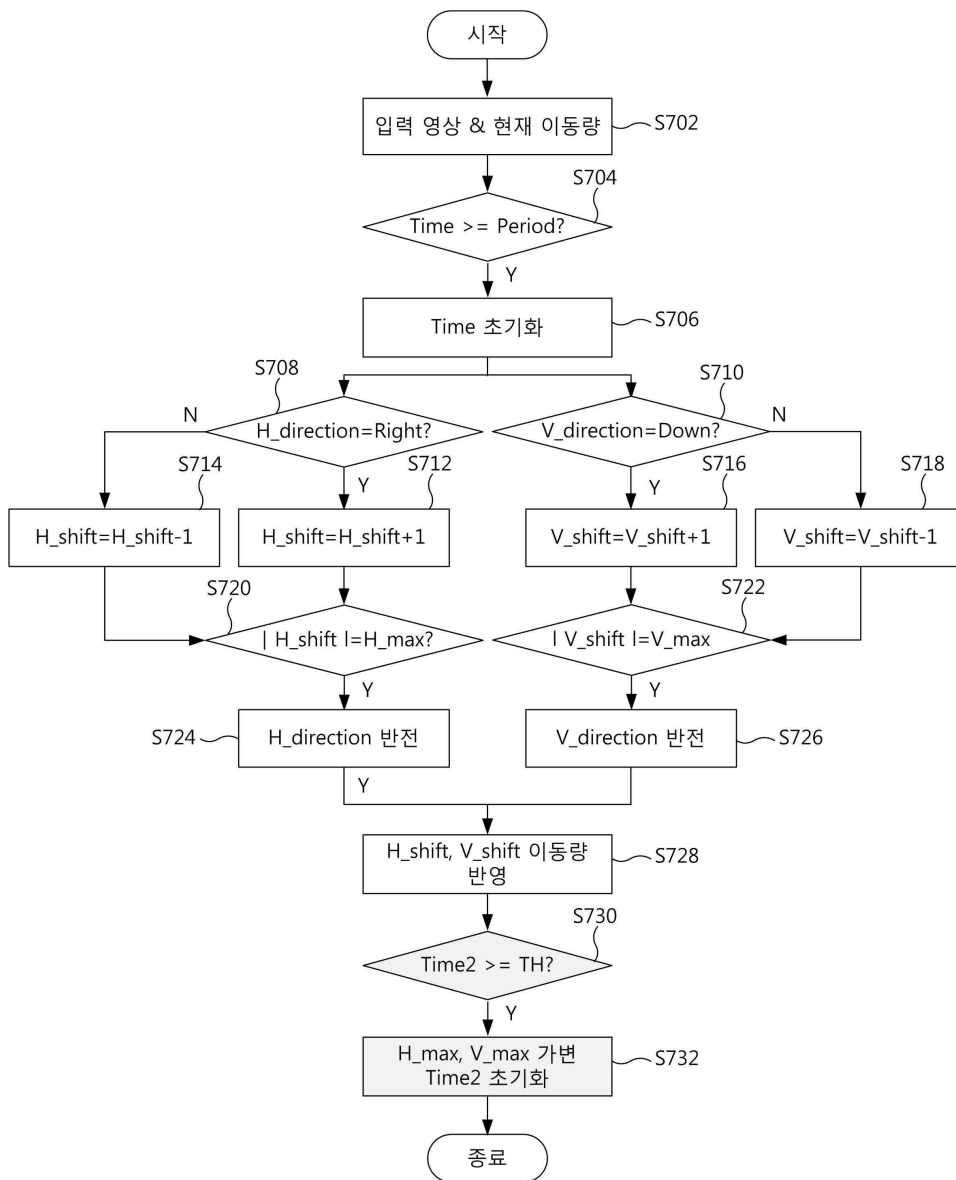 시작
입력 영상 & 현재 이동량
S702
S704
Time >= Period?
Y
Time 초기화
S706
S708
S710
N
H_direction=Right?
V_direction=Down?
N
S714
Y
S712
Y
S716
S718
H_shift=H_shift-1
H_shift=H_shift+1
V_shift=V_shift+1
V_shift=V_shift-1
S720
S722
| H_shift l=H_max?
l V_shift l=V_max
Y
Y
S724
H_direction 반전
V_direction 반전
S726
Y
H_shift, V_shift 이동량
반영
S728
S730
Time2 >= TH?
Y
H_max, V_max 가변
Time2 초기화
S732
종료